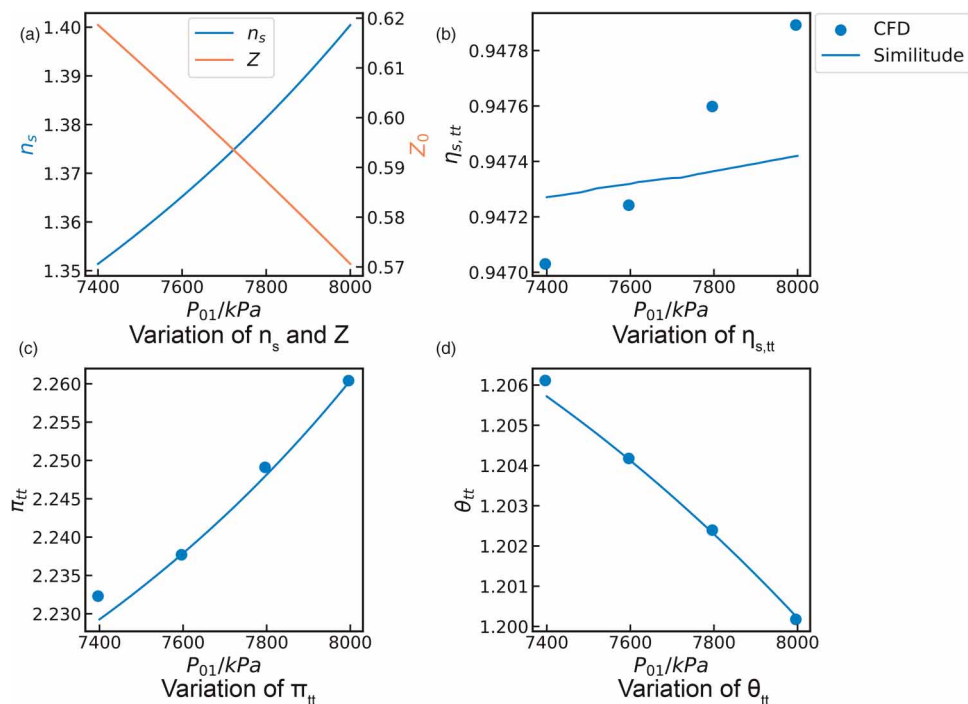 (a)
1.40
1.39
1.38
1.37
1.36
1.35
n_s
n_s
Z
0.62
0.61
0.60
0.59
0.58
0.57
Z_0
7400 7600 7800 8000
P_01/kPa
Variation of n_s and Z
(b)
0.9478
0.9476
0.9474
0.9472
0.9470
η_s,tt
7400 7600 7800 8000
P_01/kPa
Variation of η_s,tt
CFD
Similitude
(c)
2.260
2.255
2.250
2.245
2.240
2.235
2.230
π_tt
7400 7600 7800 8000
P_01/kPa
Variation of π_tt
(d)
1.206
1.205
1.204
1.203
1.202
1.201
1.200
θ_tt
7400 7600 7800 8000
P_01/kPa
Variation of θ_tt